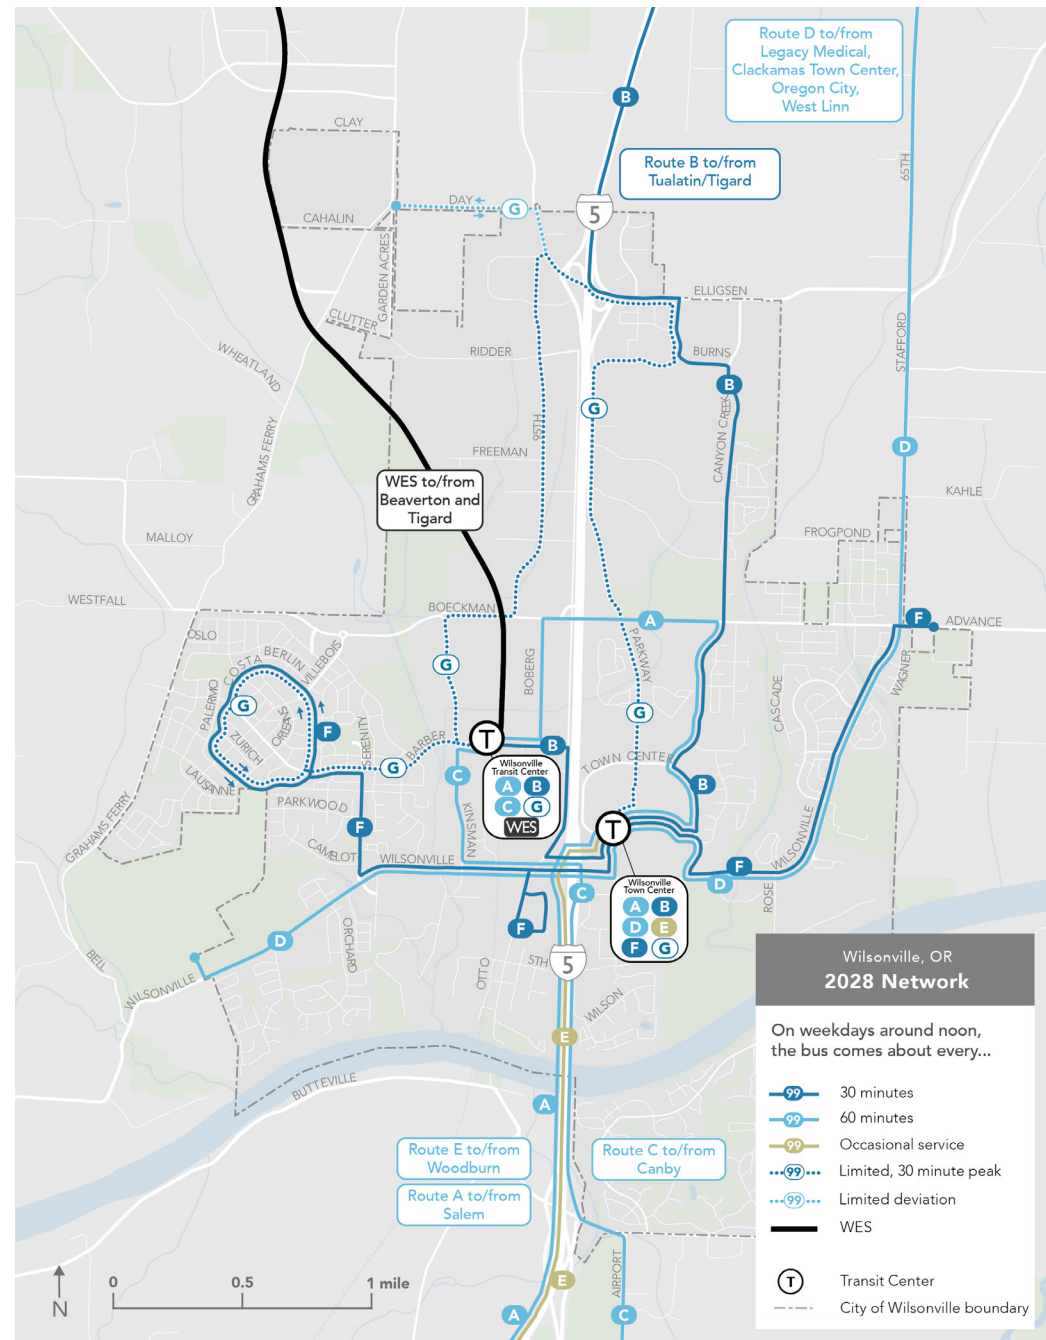 Route D to/from
Legacy Medical,
Clackamas Town Center,
Oregon City,
West Linn
B
CLAY
65TH
Route B to/from
Tualatin/Tigard
DAY
G
5
CAHALIN
GARDEN ACRES
ELLIGSEN
CLUTTER
RIDDER
BURNS
STAFFORD
WHEATLAND
B
G
CANYON CREEK
95TH
GRAHAMS FERRY
FREEMAN
D
WES to/from
Beaverton and
Tigard
KAHLE
MALLOY
FROGPOND
WESTFALL
BOECKMAN
A
F
ADVANCE
OSLO
COSTA
BERLIN
VILLEBOIS
G
BOBERG
PARKWAY
WAGNER
PALERMO
G
ORLEANS
F
SERENITY
G
CASCADE
ZURICH
BARBER
T
B
TOWN CENTER
LAUSANNE
G
C
Wilsonville
Transit Center
A B
C G
WES
B
PARKWOOD
KINSMAN
GRAHAMS FERRY
F
T
WILSONVILLE
CAMELOT
WILSONVILLE
F
D
ROSE
C
Wilsonville
Town Center
A B
D E
F G
ORCHARD
F
D
BELL
5TH
5
OTTO
WILSONVILLE
WILSON
E
BUTTEVILLE
A
Route E to/from
Woodburn
Route C to/from
Canby
Route A to/from
Salem
AIRPORT
E
A
C
0 0.5 1 mile
N
Wilsonville, OR
2028 Network
On weekdays around noon,
the bus comes about every...
99 30 minutes
99 60 minutes
99 Occasional service
99 Limited, 30 minute peak
99 Limited deviation
WES
T Transit Center
City of Wilsonville boundary